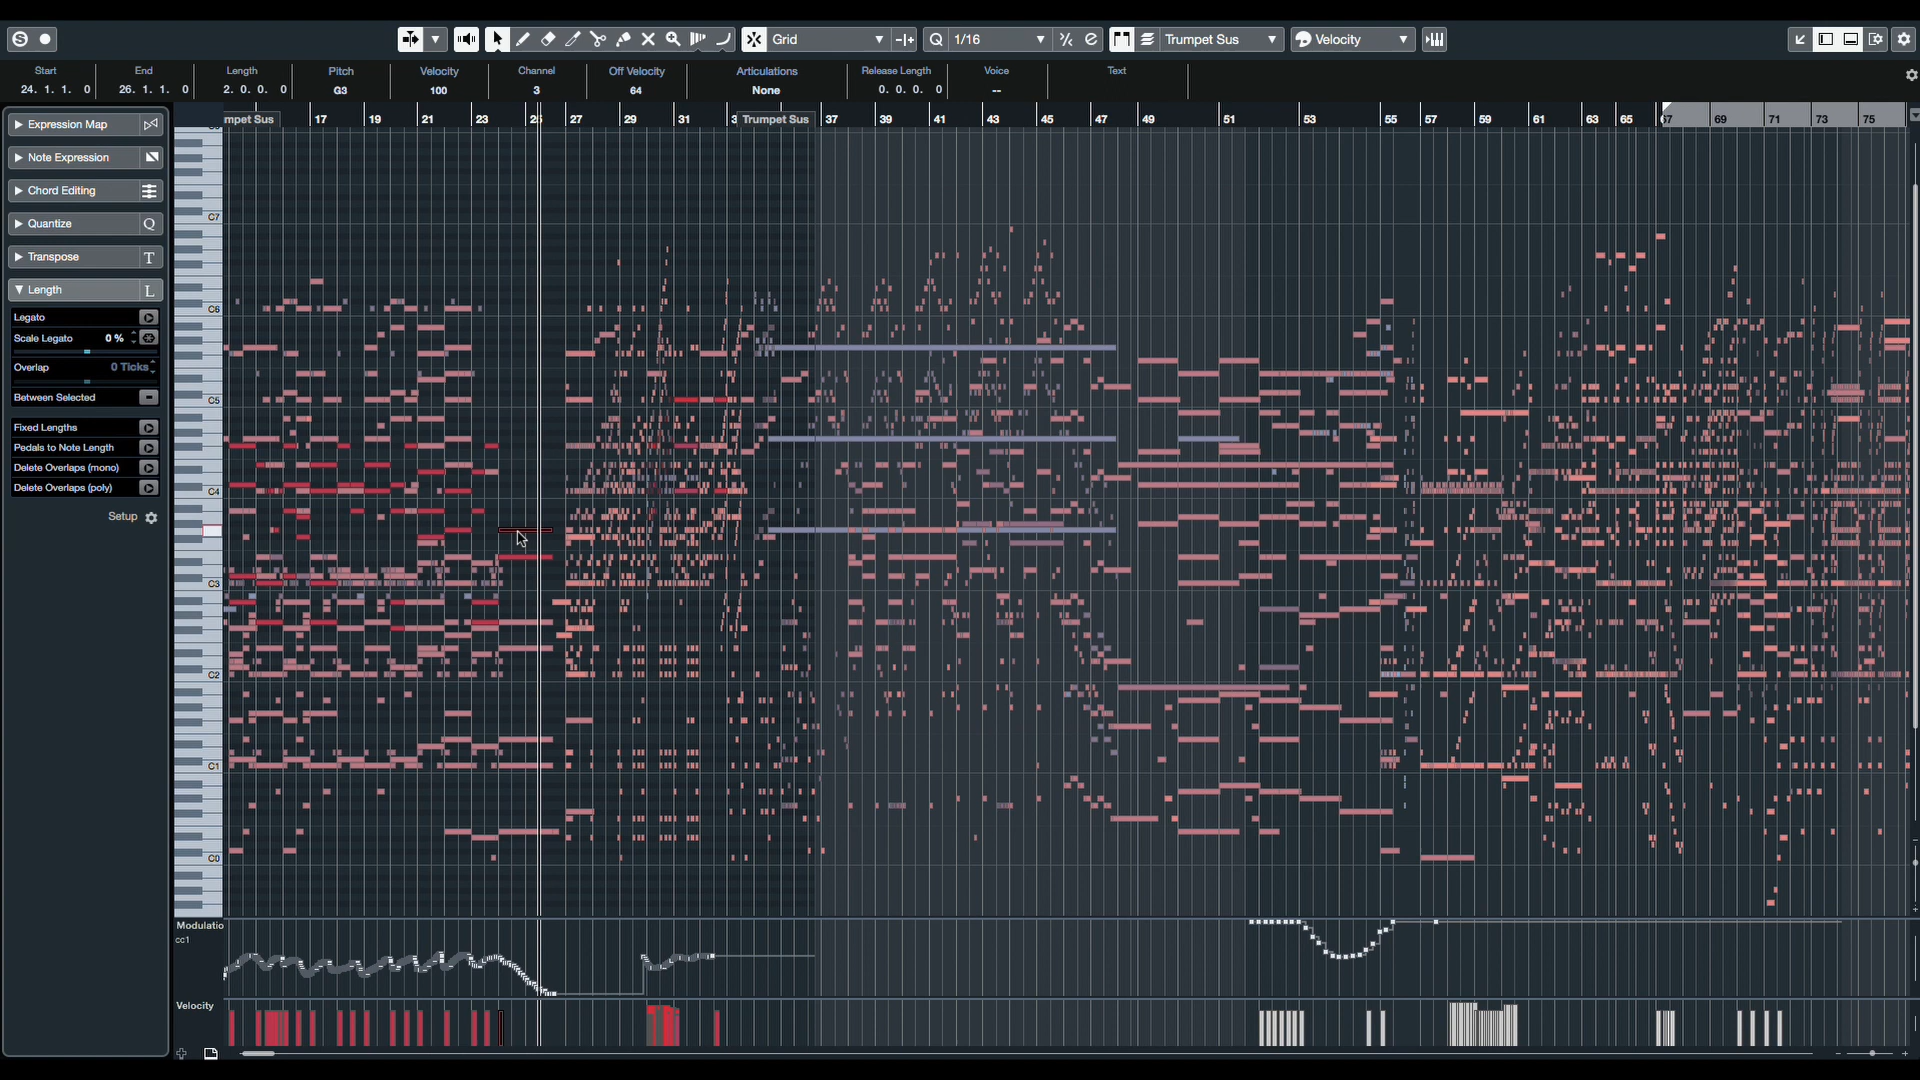 Grid
1/16
Trumpet Sus
Velocity
Start End Length Pitch Velocity Channel Off Velocity Articulations Release Length Voice Text
24. 1. 1. 0 26. 1. 1. 0 2. 0. 0. 0 G3 100 3 64 None 0. 0. 0. 0 --
mpet Sus 17 19 21 23 27 29 31 Trumpet Sus 37 39 41 43 45 47 49 51 53 55 57 59 61 63 65 67 69 71 73 75
Expression Map
Note Expression
Chord Editing
Quantize Q
Transpose T
Length L
Legato
Scale Legato 0 %
Overlap 0 Ticks
Between Selected
Fixed Lengths
Pedals to Note Length
Delete Overlaps (mono)
Delete Overlaps (poly)
Setup
C7
C6
C5
C4
C3
C2
C1
C0
Modulatio
cc1
Velocity